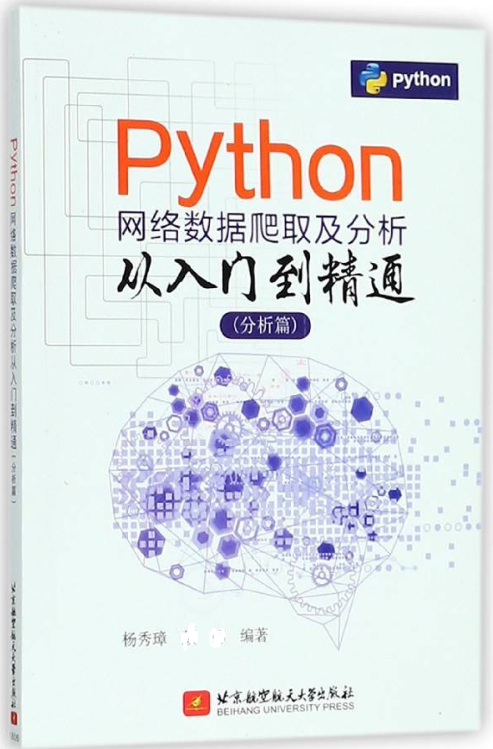 Python
Python
网络数据爬取及分析
从入门到精通
(分析篇)
杨秀璋 编著
北京航空航天大学出版社
BEIHANG UNIVERSITY PRESS
Python 网络数据爬取及分析从入门到精通(分析篇)
北京航空航天大学出版社